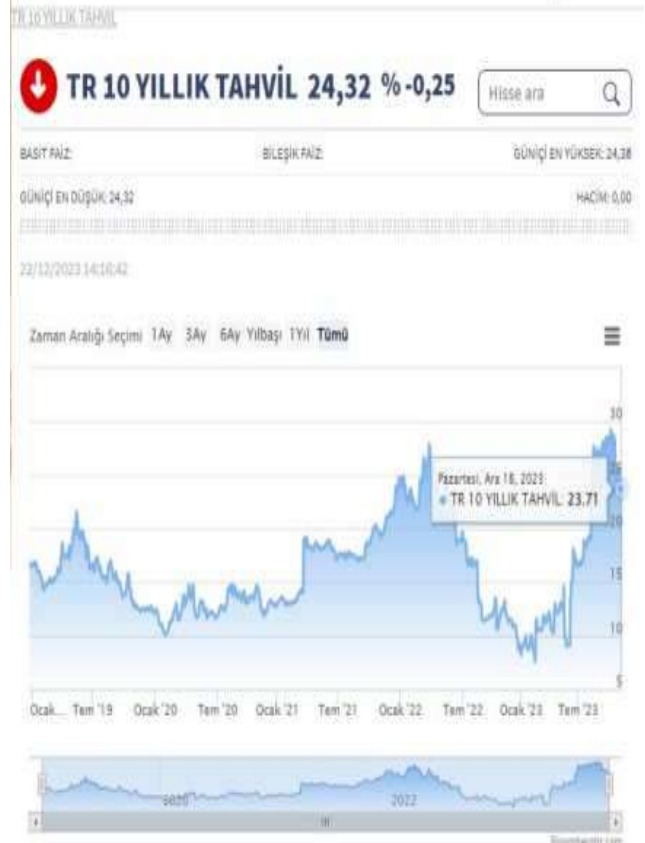 TR 10 YILLIK TAHVİL
TR 10 YILLIK TAHVİL 24,32 % -0,25
Hisse ara
BASİT FAİZ: BİLEŞİK FAİZ: GÜNİÇİ EN YÜKSEK: 24,38
GÜNİÇİ EN DÜŞÜK: 24,32 HACİM: 0,00
22/12/2023 14:10:42
Zaman Aralığı Seçimi 1Ay 3Ay 6Ay Yılbaşı 1Yıl Tümü
30
Pazartesi, Ara 18, 2023
TR 10 YILLIK TAHVİL: 23.71
25
20
15
10
5
Ocak... Tem '19 Ocak '20 Tem '20 Ocak '21 Tem '21 Ocak '22 Tem '22 Ocak '23 Tem '23
2022